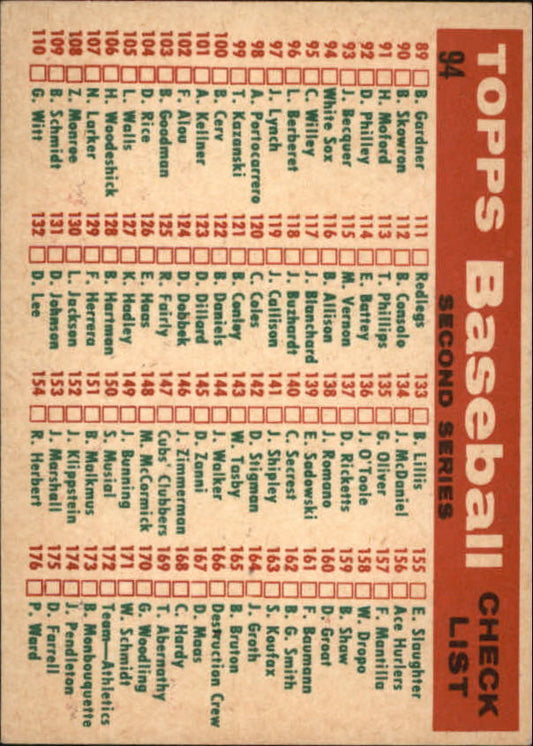 TOPPS Baseball CHECK LIST
94 SECOND SERIES
89 B. Gardner
90 B. Skowron
91 H. Moford
92 D. Philley
93 J. Becquer
94 White Sox
95 C. Willey
96 L. Berberet
97 J. Lynch
98 A. Portocarrero
99 T. Kazanski
100 B. Cerv
101 A. Kellner
102 F. Alou
103 B. Goodman
104 D. Rice
105 L. Walls
106 H. Woodeshick
107 N. Larker
108 Z. Monroe
109 B. Schmidt
110 G. Witt
111 Redlegs
112 B. Consolo
113 T. Phillips
114 E. Battey
115 M. Vernon
116 B. Allison
117 J. Blanchard
118 J. Buzhardt
119 J. Callison
120 C. Coles
121 B. Conley
122 B. Daniels
123 D. Dillard
124 D. Dobbek
125 R. Fairly
126 E. Haas
127 K. Hadley
128 B. Hartman
129 F. Herrera
130 L. Jackson
131 D. Johnson
132 D. Lee
133 B. Lillis
134 J. McDaniel
135 G. Oliver
136 J. O'Toole
137 D. Ricketts
138 J. Romano
139 E. Sadowski
140 C. Secrest
141 J. Shipley
142 D. Stigman
143 W. Tasby
144 J. Walker
145 D. Zanni
146 J. Zimmerman
147 Cubs' Clubbers
148 M. McCormick
149 J. Bunning
150 S. Musial
151 B. Malkmus
152 J. Klippstein
153 J. Marshall
154 R. Herbert
155 E. Slaughter
156 Ace Hurlers
157 F. Mantilla
158 W. Dropo
159 B. Shaw
160 D. Groat
161 F. Baumann
162 B. G. Smith
163 S. Koufax
164 J. Groth
165 B. Bruton
166 Destruction Crew
167 D. Maas
168 C. Hardy
169 T. Abernathy
170 G. Woodling
171 W. Schmidt
172 Team-Athletics
173 B. Monbouquette
174 J. Pendleton
175 D. Farrell
176 P. Ward